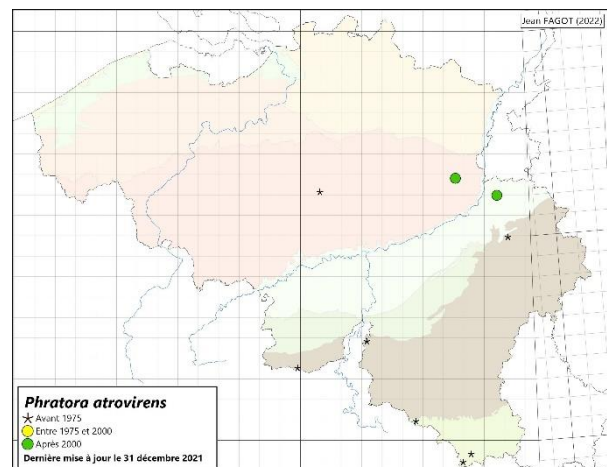 Jean FAGOT (2022)
Phratora atrovirens
Avant 1975
Entre 1975 et 2000
Après 2000
Dernière mise à jour le 31 décembre 2021